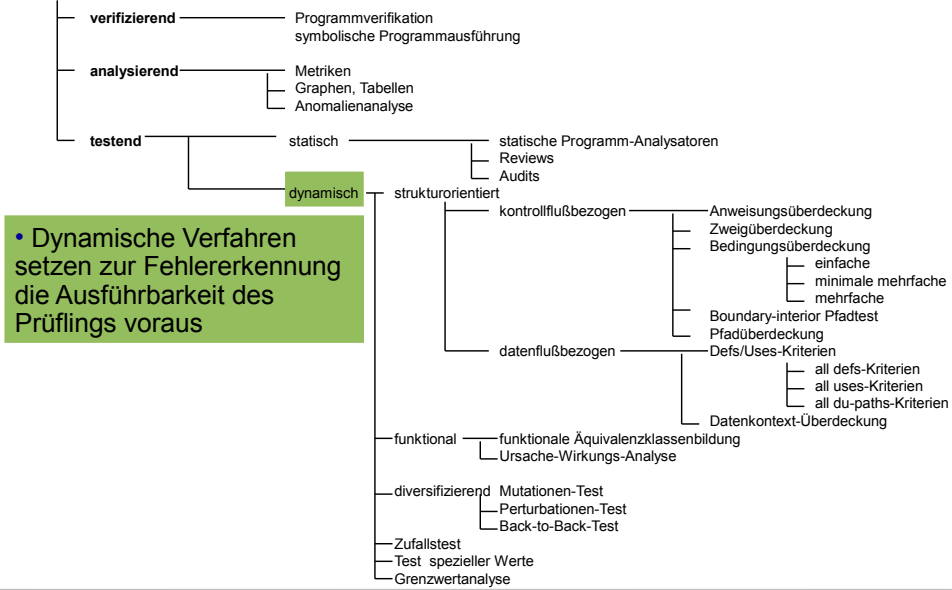 verifizierend
Programmverifikation
symbolische Programmausführung
analysierend
Metriken
Graphen, Tabellen
Anomalienanalyse
testend
statisch
statische Programm-Analysatoren
Reviews
Audits
dynamisch
strukturorientiert
• Dynamische Verfahren
setzen zur Fehlererkennung
die Ausführbarkeit des
Prüflings voraus
kontrollflußbezogen
Anweisungsüberdeckung
Zweigüberdeckung
Bedingungsüberdeckung
einfache
minimale mehrfache
mehrfache
Boundary-interior Pfadtest
Pfadüberdeckung
datenflußbezogen
Defs/Uses-Kriterien
all defs-Kriterien
all uses-Kriterien
all du-paths-Kriterien
Datenkontext-Überdeckung
funktional
funktionale Äquivalenzklassenbildung
Ursache-Wirkungs-Analyse
diversifizierend
Mutationen-Test
Perturbationen-Test
Back-to-Back-Test
Zufallstest
Test spezieller Werte
Grenzwertanalyse